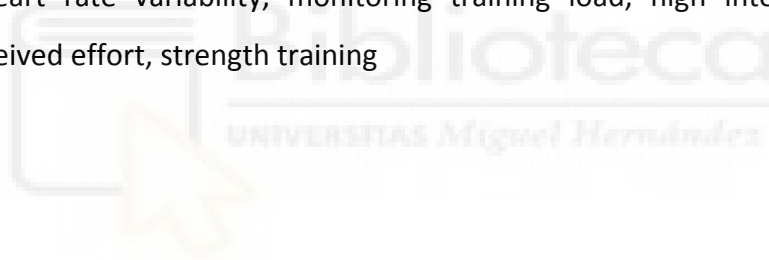 eart rate variability, monitoring training load, high inte
eived effort, strength training
Biblioteca
UNIVERSITAS Miguel Hernández